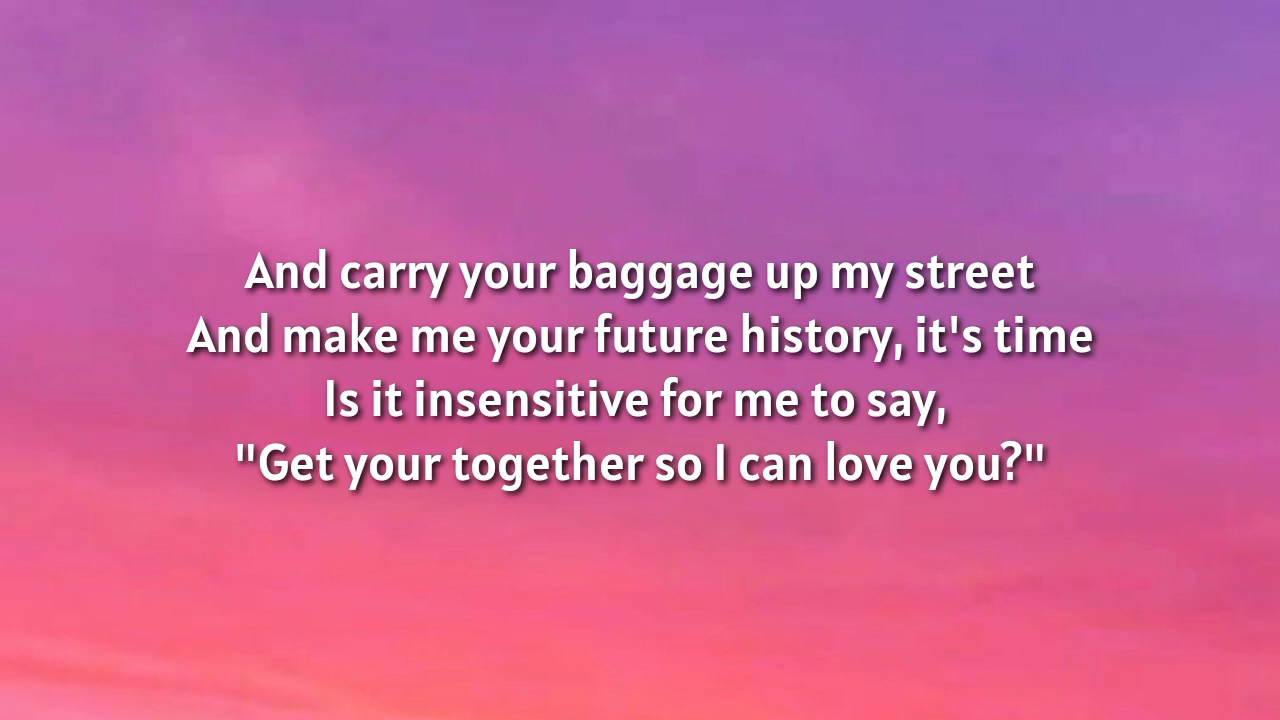 And carry your baggage up my street
And make me your future history, it's time
Is it insensitive for me to say,
"Get your together so I can love you?"